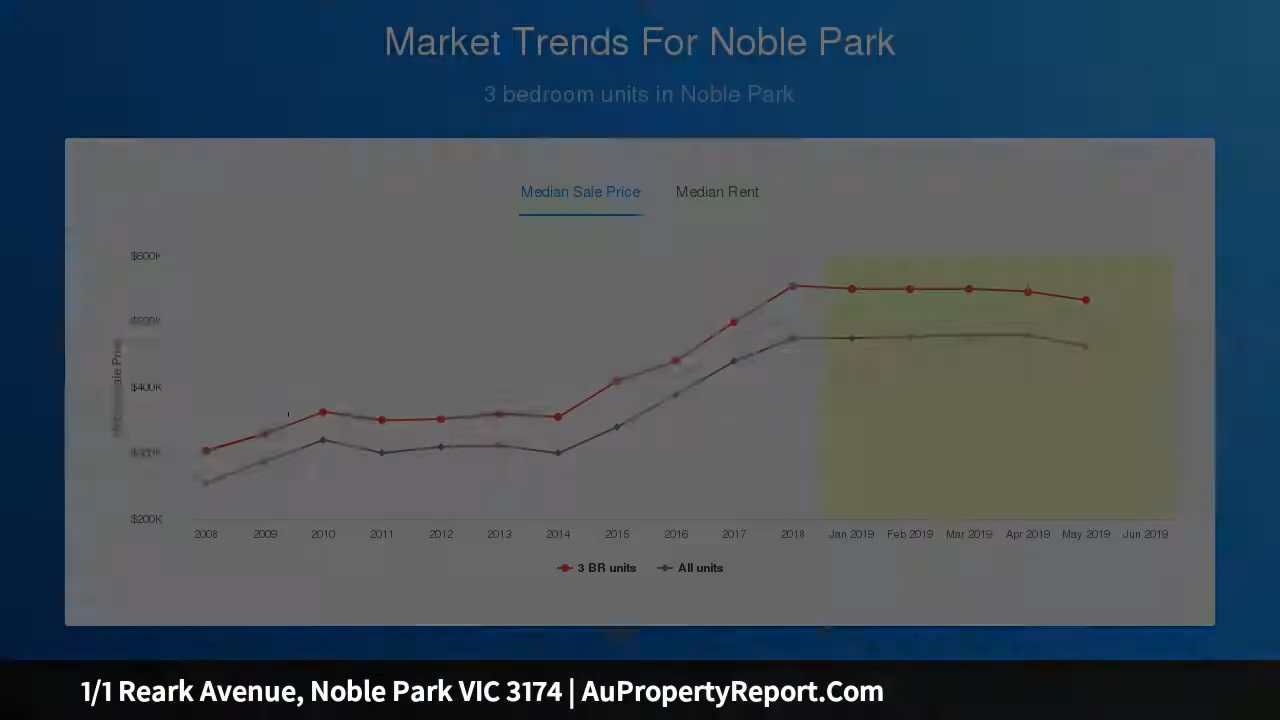 Market Trends For Noble Park
3 bedroom units in Noble Park
Median Sale Price Median Rent
$600K
$500K
$400K
$300K
$200K
Sale Price
2008 2009 2010 2011 2012 2013 2014 2015 2016 2017 2018 Jan 2019 Feb 2019 Mar 2019 Apr 2019 May 2019 Jun 2019
3 BR units All units
1/1 Reark Avenue, Noble Park VIC 3174 | AuPropertyReport.Com